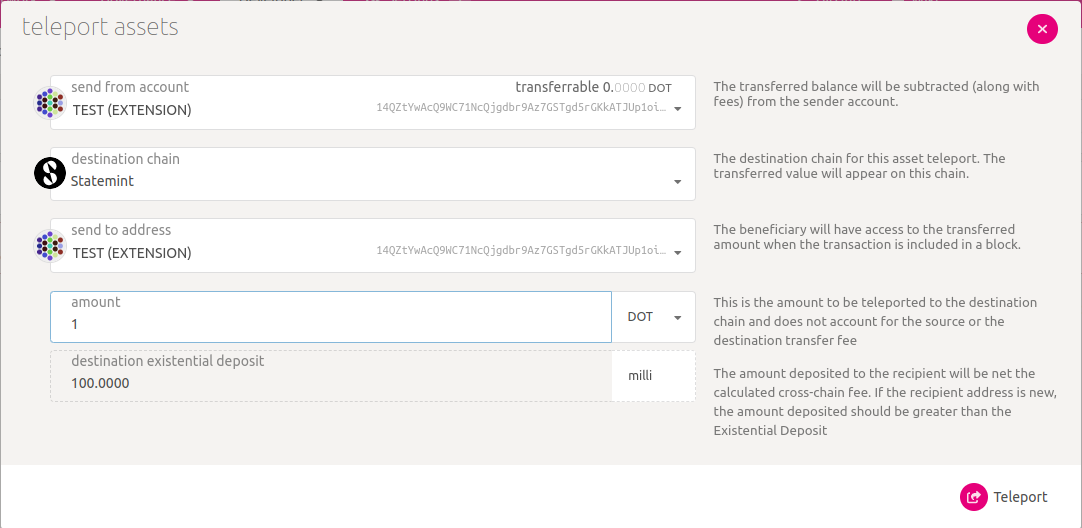 teleport assets
send from account
transferrable 0.0000 DOT
TEST (EXTENSION)
14QZtYwAcQ9WC71NcQjgdbr9Az7GSTgd5rGKkATJUp1oi…
The transferred balance will be subtracted (along with
fees) from the sender account.
destination chain
Statemint
The destination chain for this asset teleport. The
transferred value will appear on this chain.
send to address
TEST (EXTENSION)
14QZtYwAcQ9WC71NcQjgdbr9Az7GSTgd5rGKkATJUp1oi…
The beneficiary will have access to the transferred
amount when the transaction is included in a block.
amount
1
DOT
This is the amount to be teleported to the destination
chain and does not account for the source or the
destination transfer fee
destination existential deposit
100.0000
milli
The amount deposited to the recipient will be net the
calculated cross-chain fee. If the recipient address is new,
the amount deposited should be greater than the
Existential Deposit
Teleport